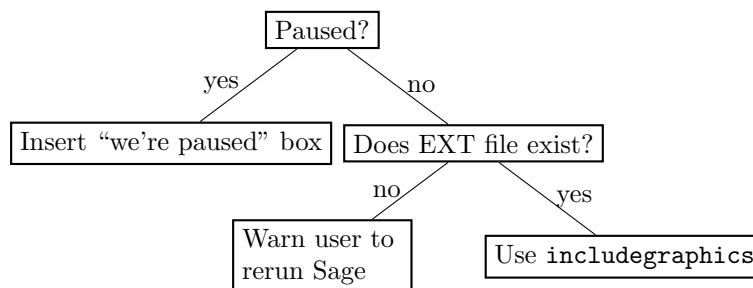 Paused?
yes
no
Insert “we’re paused” box
Does EXT file exist?
no
yes
Warn user to
rerun Sage
Use includegraphics